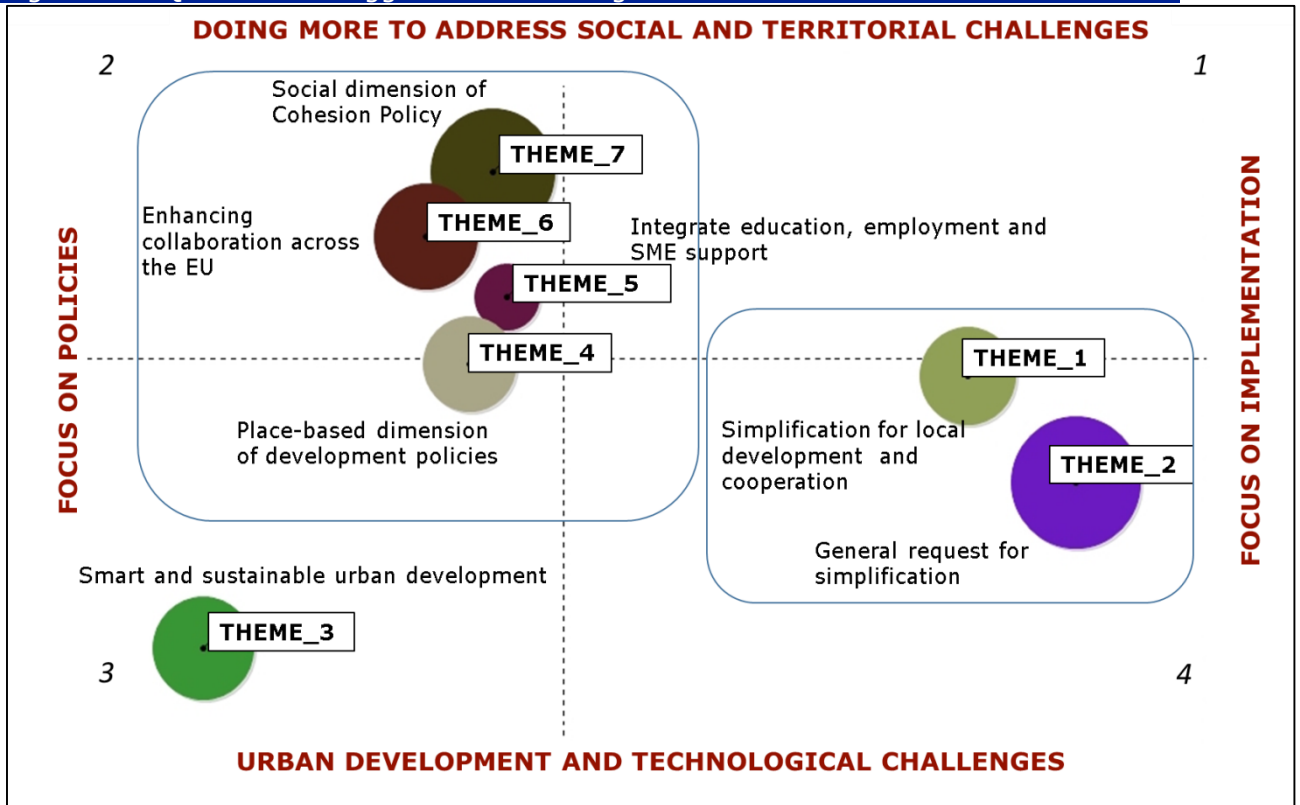 DOING MORE TO ADDRESS SOCIAL AND TERRITORIAL CHALLENGES
2
1
Social dimension of
Cohesion Policy
THEME_7
Enhancing
collaboration across
the EU
THEME_6
Integrate education, employment and
SME support
THEME_5
THEME_4
THEME_1
FOCUS ON POLICIES
FOCUS ON IMPLEMENTATION
Place-based dimension
of development policies
Simplification for local
development and
cooperation
THEME_2
General request for
simplification
Smart and sustainable urban development
THEME_3
3
4
URBAN DEVELOPMENT AND TECHNOLOGICAL CHALLENGES